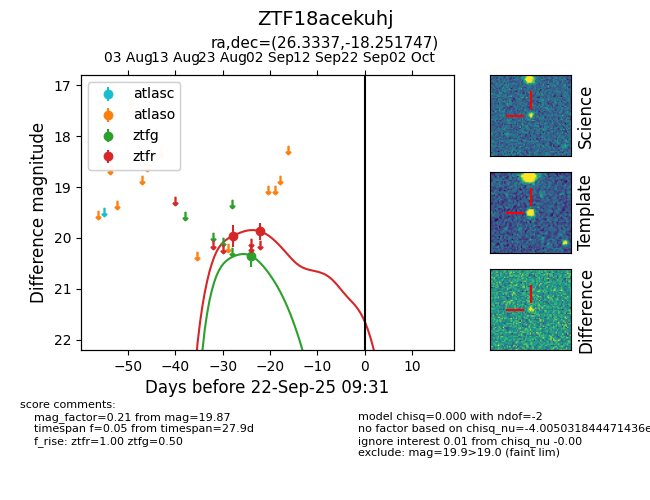 ZTF18acekuhj
ra,dec=(26.3337,-18.251747)
03 Aug 13 Aug 23 Aug 02 Sep 12 Sep 22 Sep 02 Oct
atlasc
atlaso
ztfg
ztfr
17
18
19
20
21
22
Difference magnitude
−50 −40 −30 −20 −10 0 10
Days before 22-Sep-25 09:31
Science
Template
Difference
score comments:
mag_factor=0.21 from mag=19.87
timespan f=0.05 from timespan=27.9d
f_rise: ztfr=1.00 ztfg=0.50
model chisq=0.000 with ndof=-2
no factor based on chisq_nu=-4.005031844471436e
ignore interest 0.01 from chisq_nu -0.00
exclude: mag=19.9>19.0 (faint lim)